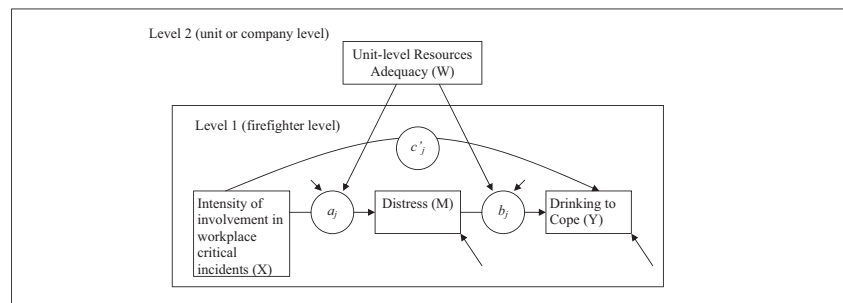 Level 2 (unit or company level)
Unit-level Resources
Adequacy (W)
Level 1 (firefighter level)
c'j
Intensity of
involvement in
workplace
critical
incidents (X)
aj
Distress (M)
bj
Drinking to
Cope (Y)